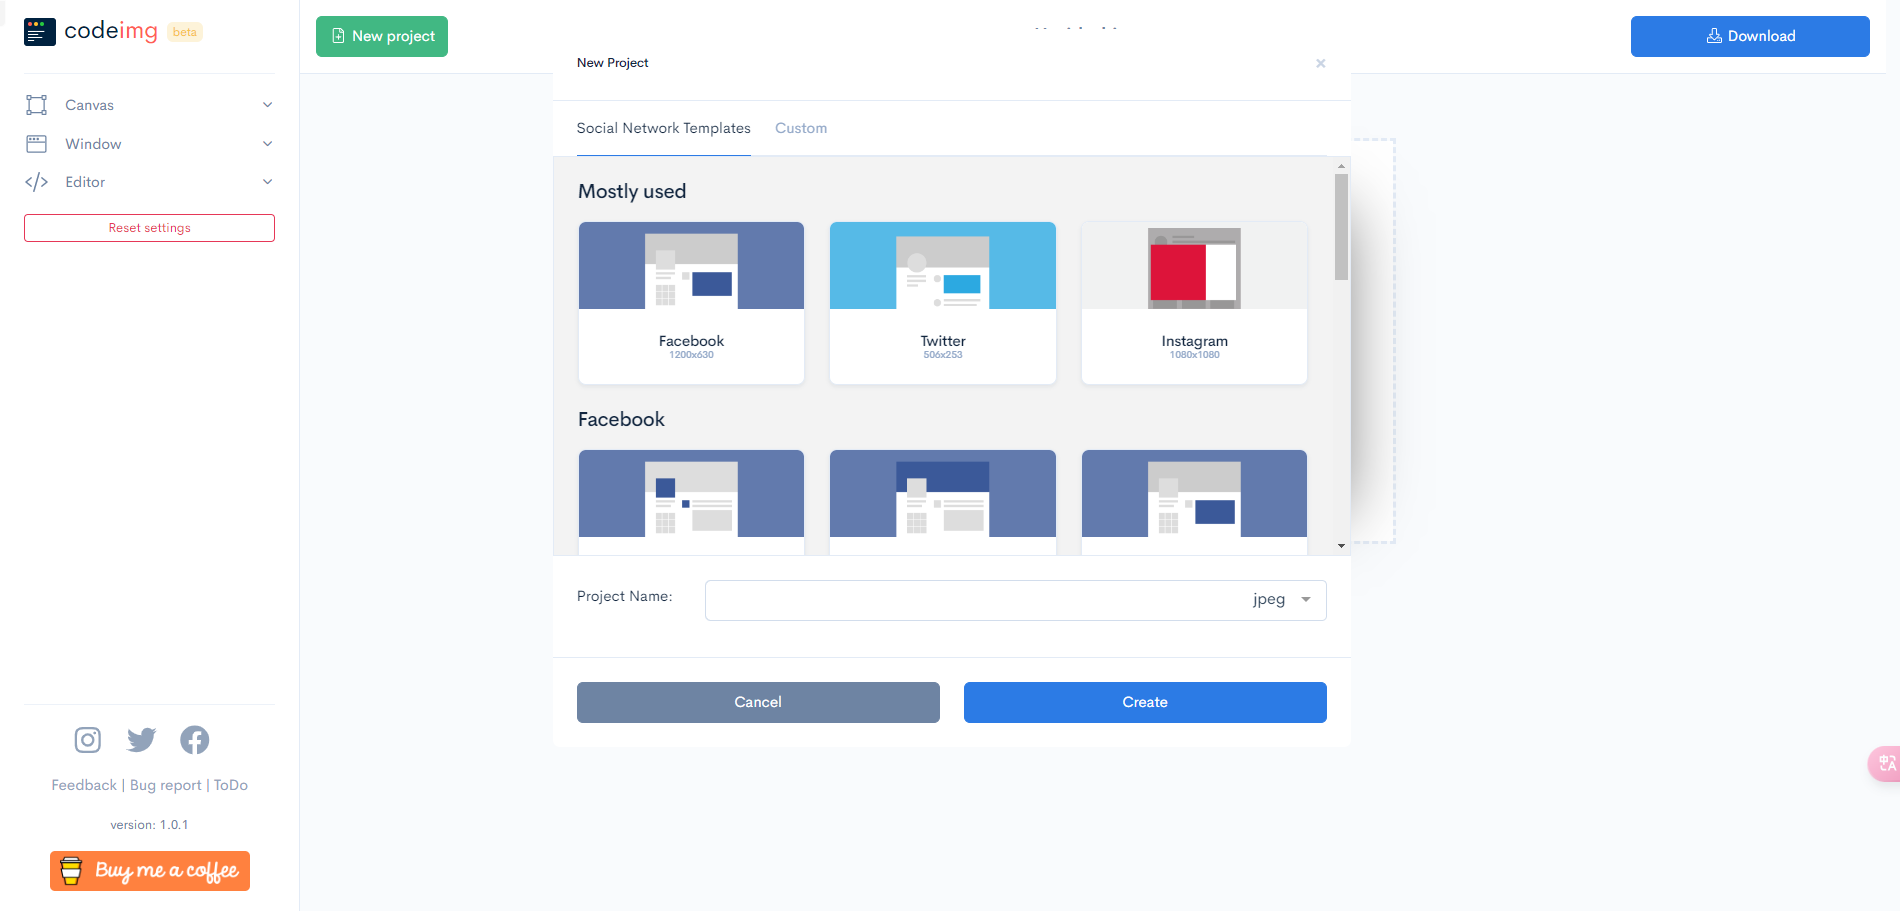 codeimg beta
Canvas
Window
Editor
Reset settings
Feedback | Bug report | ToDo
version: 1.0.1
Buy me a coffee
New project
Download
New Project
×
Social Network Templates
Custom
Mostly used
Facebook
1200x630
Twitter
506x253
Instagram
1080x1080
Facebook
Project Name:
jpeg
Cancel
Create
中A